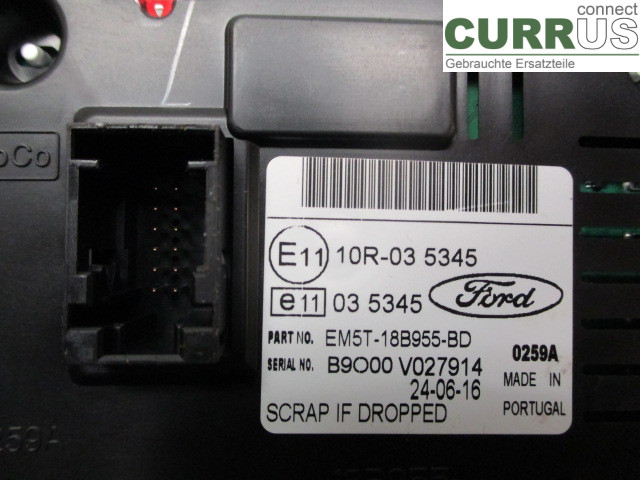 connect
CURRUS
Gebrauchte Ersatzteile
E11 10R-03 5345
e11 03 5345 Ford
PART NO. EM5T-18B955-BD
SERIAL NO. B9O00 V027914 0259A
24-06-16 MADE IN
SCRAP IF DROPPED PORTUGAL